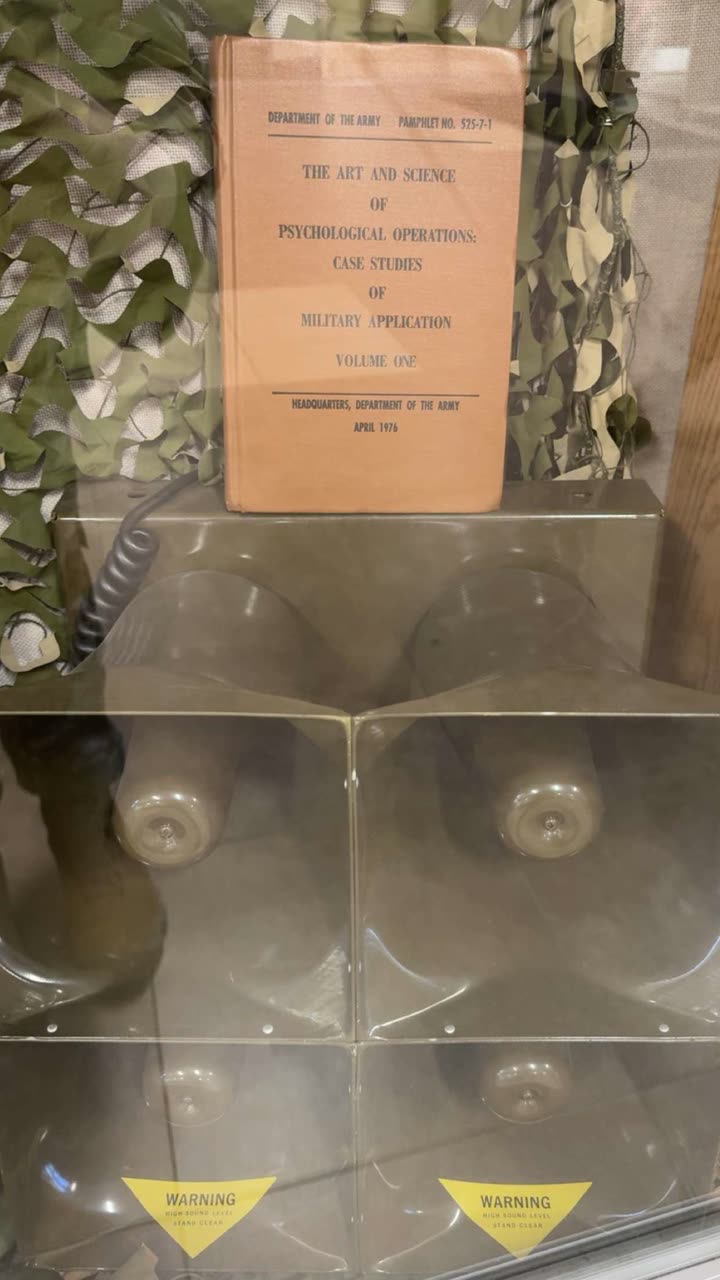 DEPARTMENT OF THE ARMY PAMPHLET NO. 525-7-1
THE ART AND SCIENCE
OF
PSYCHOLOGICAL OPERATIONS:
CASE STUDIES
OF
MILITARY APPLICATION
VOLUME ONE
HEADQUARTERS, DEPARTMENT OF THE ARMY
APRIL 1976
WARNING
HIGH SOUND LEVEL
STAND CLEAR
WARNING
HIGH SOUND LEVEL
STAND CLEAR